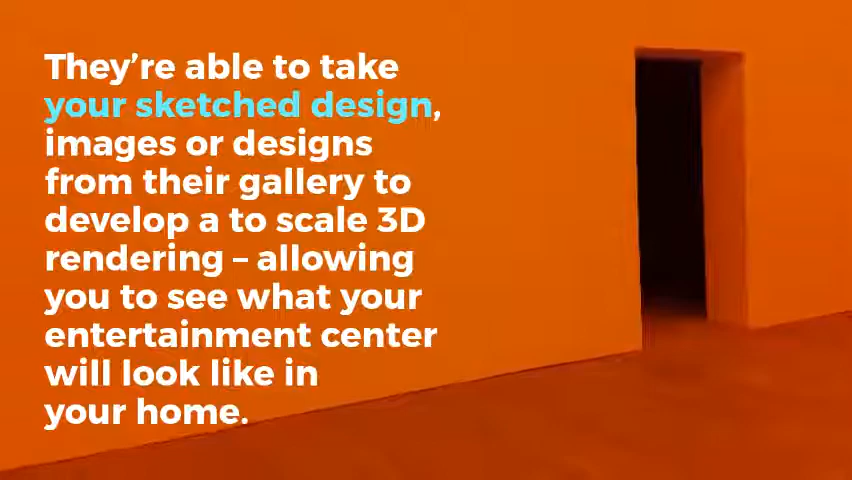 They’re able to take
your sketched design,
images or designs
from their gallery to
develop a to scale 3D
rendering – allowing
you to see what your
entertainment center
will look like in
your home.